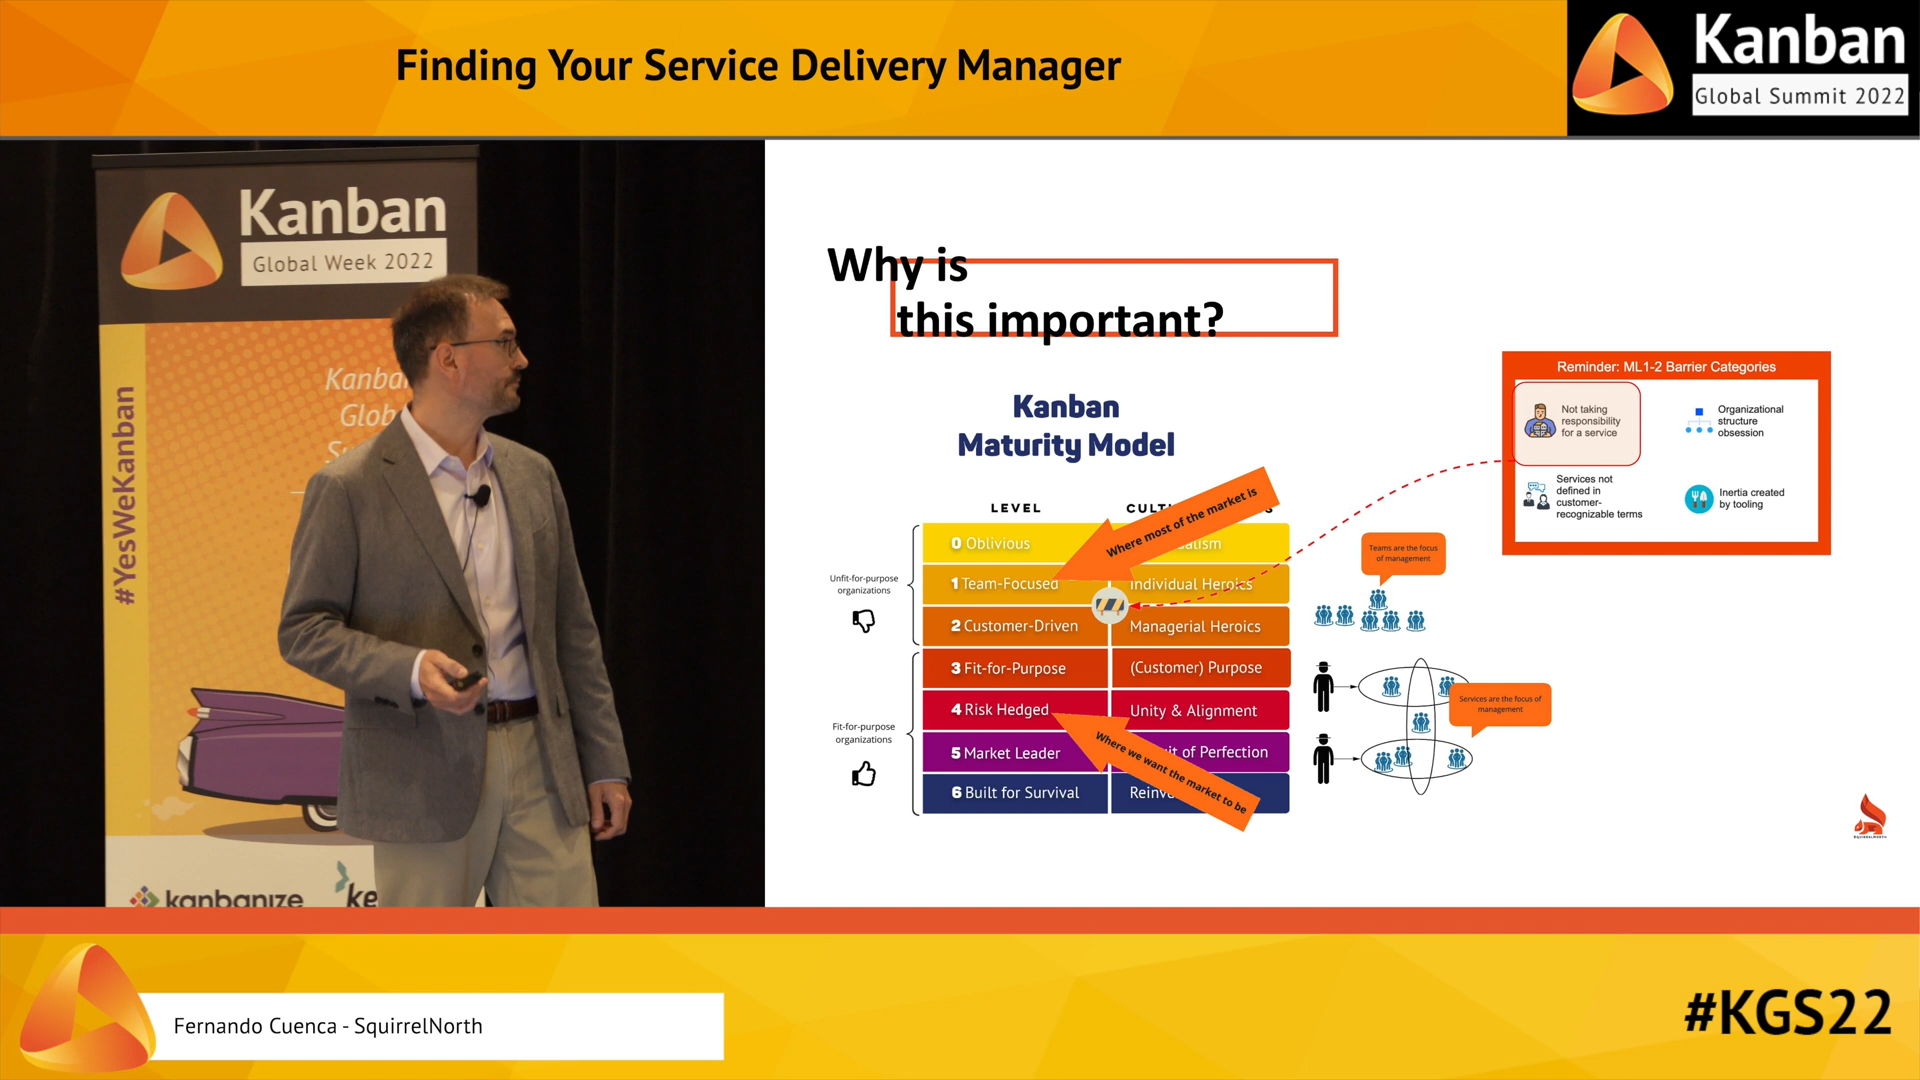 Finding Your Service Delivery Manager
Kanban
Global Summit 2022
Kanban
Global Week 2022
#YesWeKanban
kanbanize
Why is
this important?
Kanban
Maturity Model
LEVEL
0 Oblivious
1 Team-Focused
Individual Heroics
2 Customer-Driven
Managerial Heroics
3 Fit-for-Purpose
(Customer) Purpose
4 Risk Hedged
Unity & Alignment
5 Market Leader
of Perfection
6 Built for Survival
Where most of the market is
Where we want the market to be
Unfit-for-purpose
organizations
Fit-for-purpose
organizations
Reminder: ML1-2 Barrier Categories
Not taking
responsibility
for a service
Organizational
structure
obsession
Services not
defined in
customer-
recognizable terms
Inertia created
by tooling
Teams are the focus
of management
Services are the focus of
management
SQUIRRELNORTH
Fernando Cuenca - SquirrelNorth
#KGS22